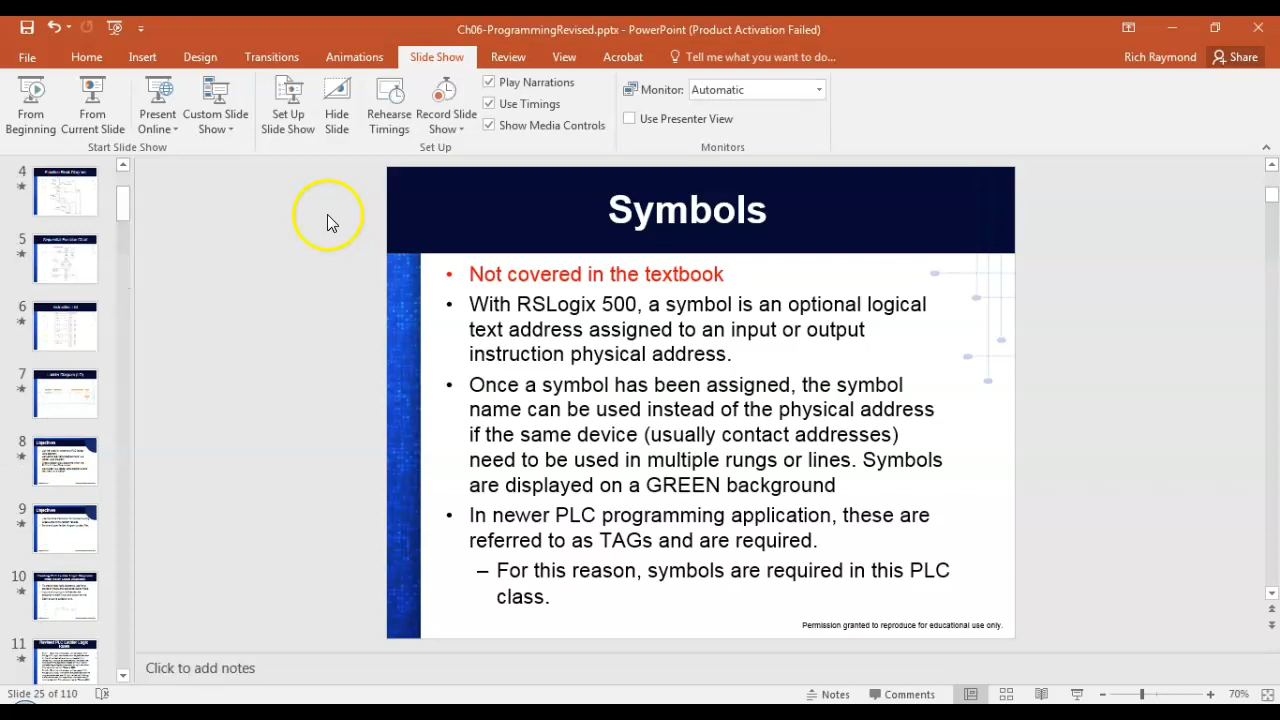 Ch06-ProgrammingRevised.pptx - PowerPoint (Product Activation Failed)
File Home Insert Design Transitions Animations Slide Show Review View Acrobat Tell me what you want to do... Rich Raymond Share
From Beginning
From Current Slide
Present Online
Custom Slide Show
Set Up Slide Show
Hide Slide
Rehearse Timings
Record Slide Show
Play Narrations
Use Timings
Show Media Controls
Monitor: Automatic
Use Presenter View
Start Slide Show Set Up Monitors
4
5
6
7
8
9
10
11
Symbols
• Not covered in the textbook
• With RSLogix 500, a symbol is an optional logical
text address assigned to an input or output
instruction physical address.
• Once a symbol has been assigned, the symbol
name can be used instead of the physical address
if the same device (usually contact addresses)
need to be used in multiple rungs or lines. Symbols
are displayed on a GREEN background
• In newer PLC programming application, these are
referred to as TAGs and are required.
– For this reason, symbols are required in this PLC
class.
Permission granted to reproduce for educational use only.
Click to add notes
Slide 25 of 110 Notes Comments 70%